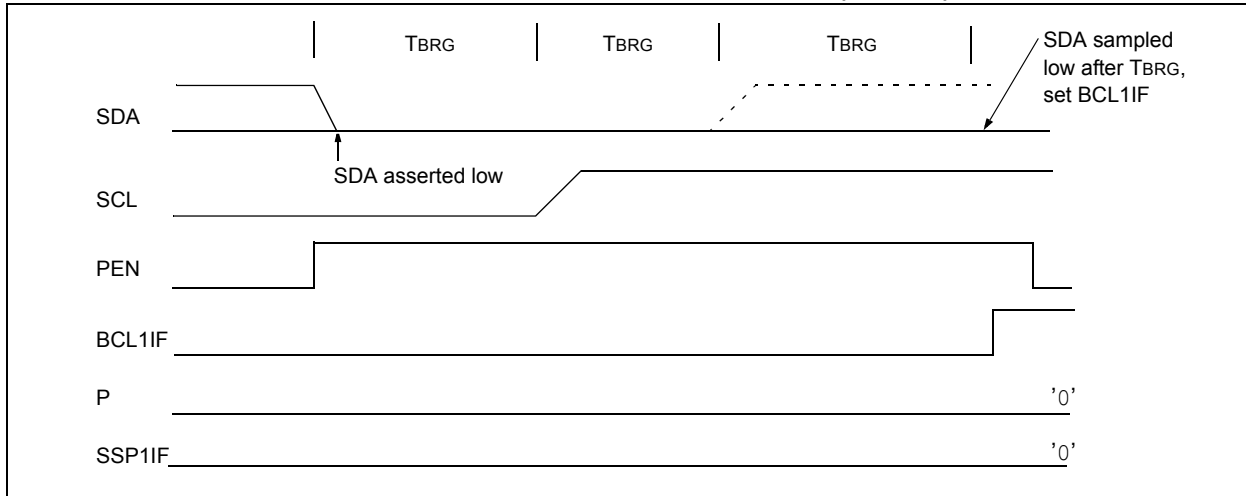 TBRG TBRG TBRG
SDA sampled
low after TBRG,
set BCL1IF
SDA
SDA asserted low
SCL
PEN
BCL1IF
P '0'
SSP1IF '0'